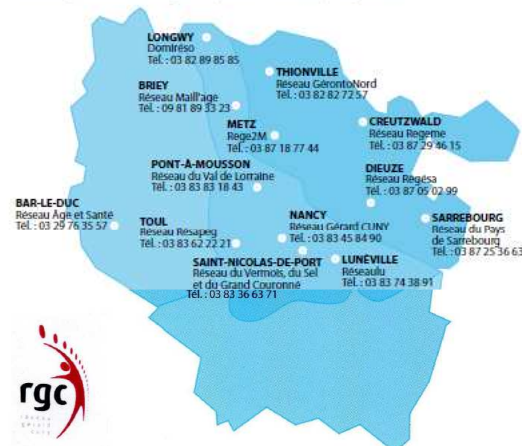 LONGWY
Domiréso
Tél. : 03 82 89 85 85
THIONVILLE
Réseau GérontoNord
Tél. : 03 82 82 72 57
BRIEY
Réseau Maill'age
Tél. : 09 81 89 33 23
METZ
Rege2M
Tél. : 03 87 18 77 44
CREUTZWALD
Réseau Regeme
Tél. : 03 87 29 46 15
PONT-À-MOUSSON
Réseau du Val de Lorraine
Tél. : 03 83 83 18 43
DIEUZE
Réseau Regésa
Tél. : 03 87 05 02 99
BAR-LE-DUC
Réseau Âge et Santé
Tél. : 03 29 76 35 57
TOUL
Réseau Résapeg
Tél. : 03 83 62 22 21
NANCY
Réseau Gérard CUNY
Tél. : 03 83 45 84 90
SARREBOURG
Réseau du Pays
de Sarrebourg
Tél. : 03 87 25 36 63
SAINT-NICOLAS-DE-PORT
Réseau du Vermois, du Sel
et du Grand Couronné
Tél. : 03 83 36 63 71
LUNÉVILLE
Réseaulu
Tél. : 03 83 74 38 91
rgc